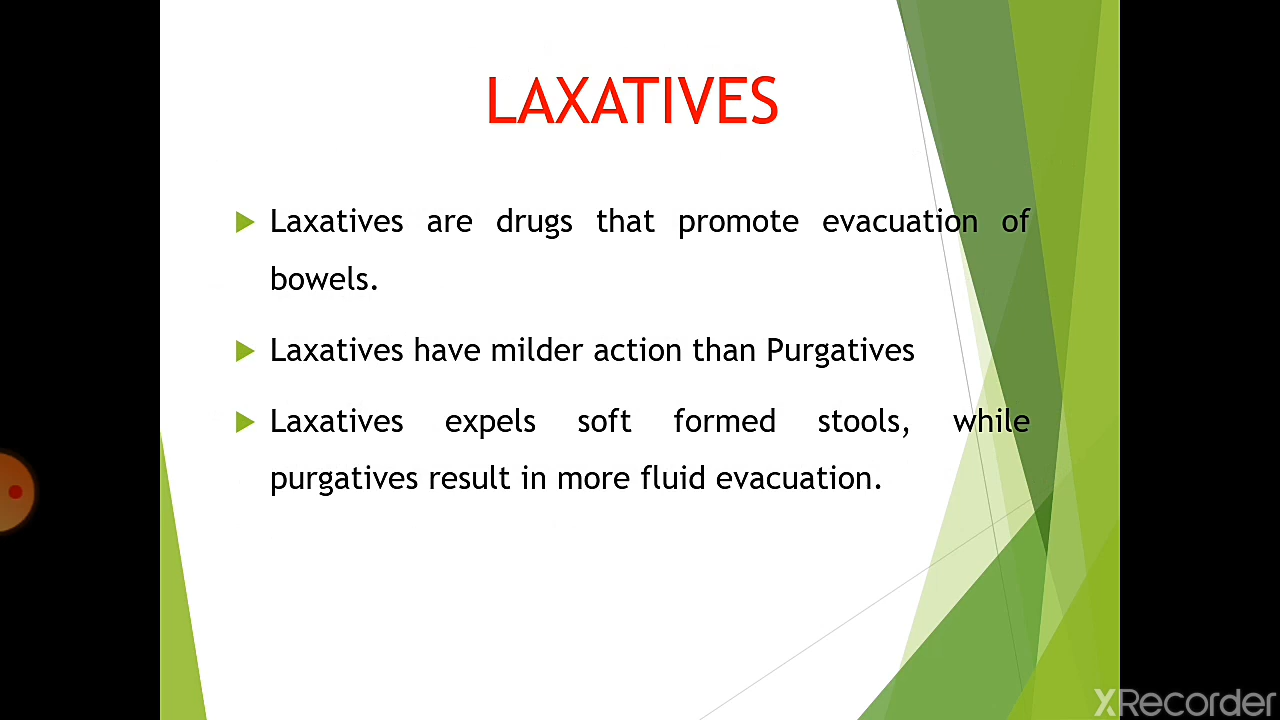 LAXATIVES
Laxatives are drugs that promote evacuation of
bowels.
Laxatives have milder action than Purgatives
Laxatives expels soft formed stools, while
purgatives result in more fluid evacuation.
XRecorder